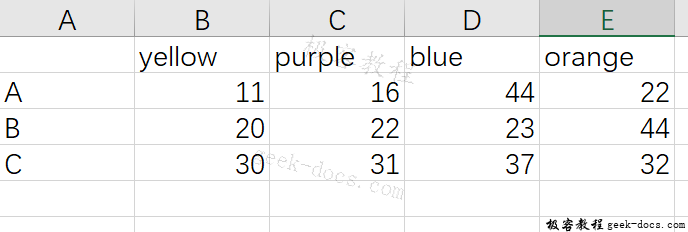 A B C D E
yellow purple blue orange
A 11 16 44 22
B 20 22 23 44
C 30 31 37 32
极客教程
geek-docs.com
极客教程 geek-docs.com